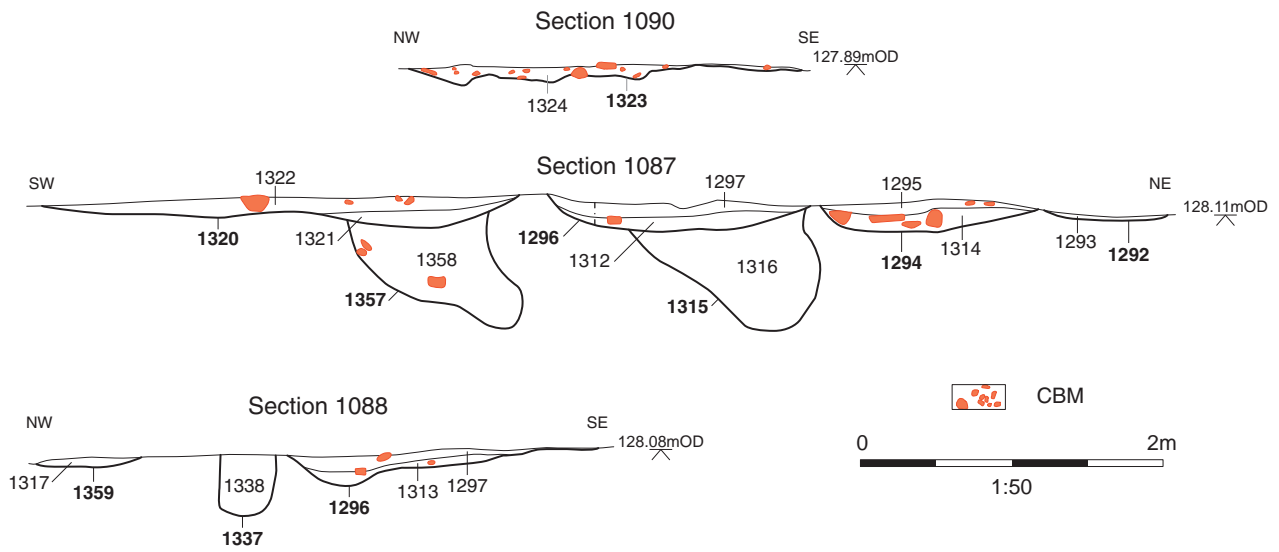 Section 1090
NW
SE
127.89mOD
1324
1323
Section 1087
SW
NE
1322
1297
1295
128.11mOD
1320
1321
1296
1312
1294
1314
1293
1292
1358
1316
1357
1315
Section 1088
NW
SE
128.08mOD
CBM
1317
1359
1338
1337
1296
1313
1297
0
2m
1:50